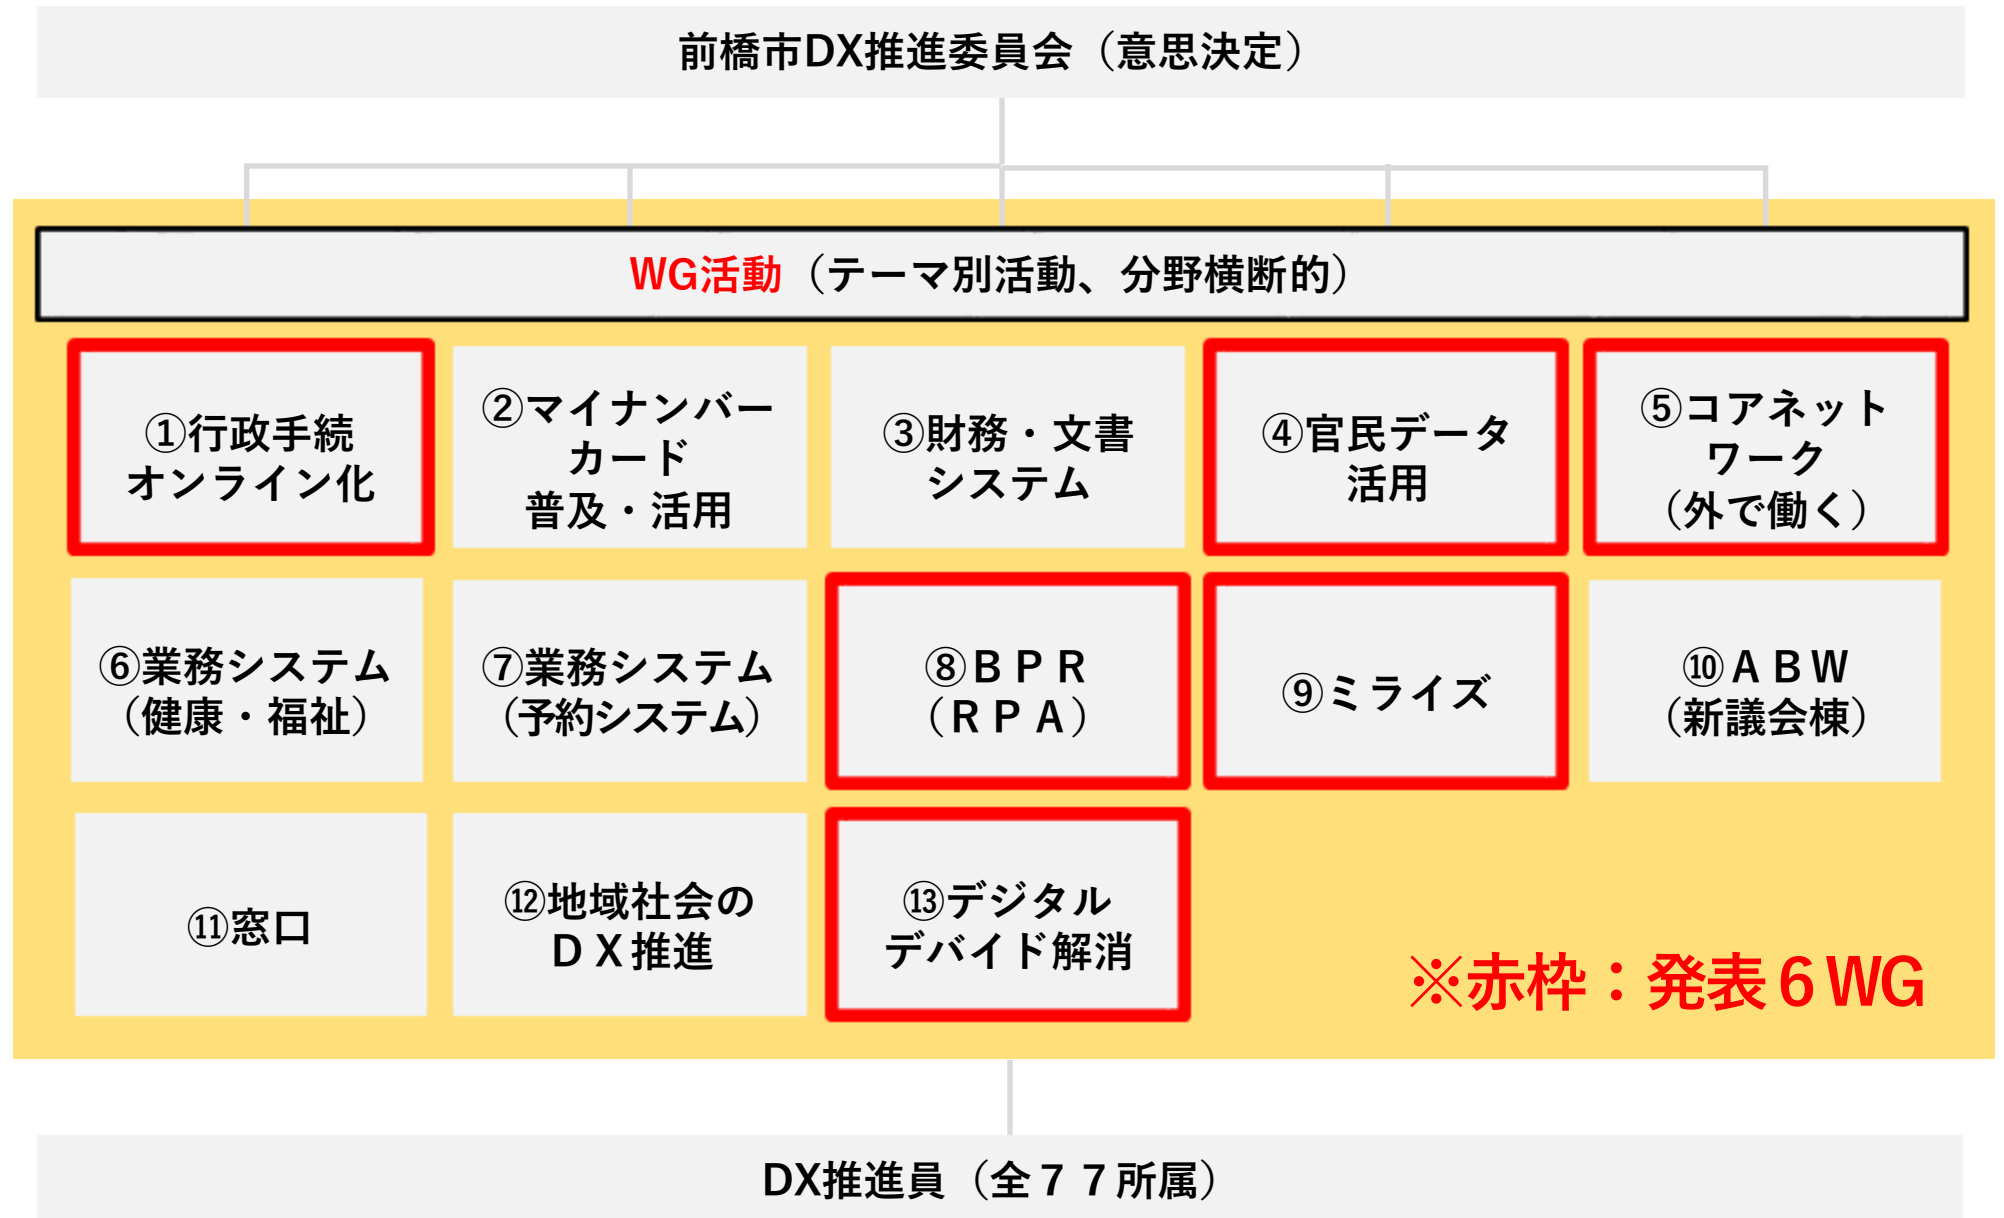 前橋市DX推進委員会（意思決定）
WG活動（テーマ別活動、分野横断的）
①行政手続
オンライン化
②マイナンバー
カード
普及・活用
③財務・文書
システム
④官民データ
活用
⑤コアネット
ワーク
（外で働く）
⑥業務システム
（健康・福祉）
⑦業務システム
（予約システム）
⑧ＢＰＲ
（ＲＰＡ）
⑨ミライズ
⑩ＡＢＷ
（新議会棟）
⑪窓口
⑫地域社会の
ＤＸ推進
⑬デジタル
デバイド解消
※赤枠：発表６WG
DX推進員（全７７所属）